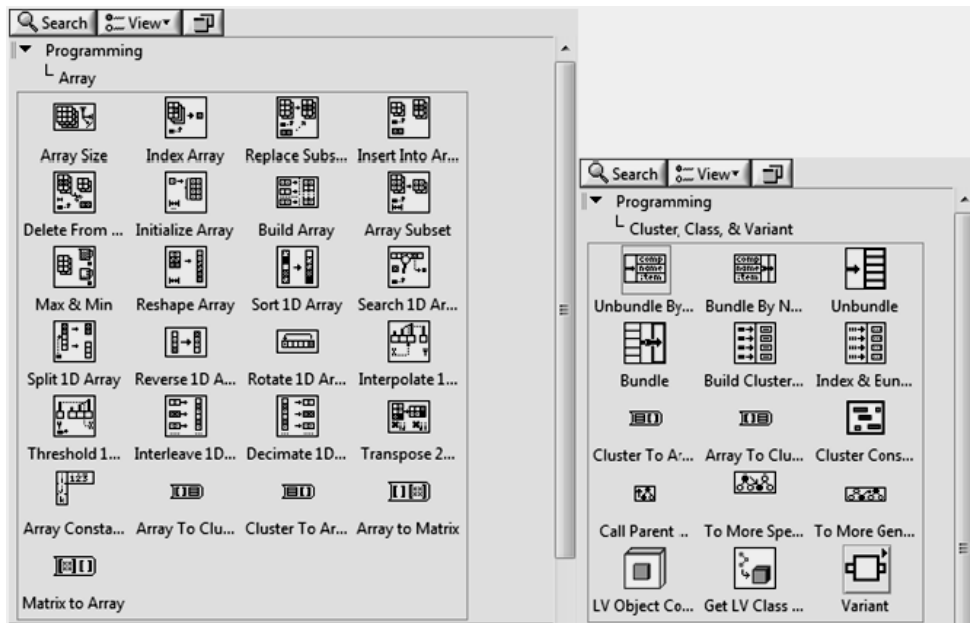 Search View
Programming
Array
Array Size Index Array Replace Subs... Insert Into Ar...
Delete From ... Initialize Array Build Array Array Subset
Max & Min Reshape Array Sort 1D Array Search 1D Ar...
Split 1D Array Reverse 1D A... Rotate 1D Ar... Interpolate 1...
Threshold 1... Interleave 1D... Decimate 1D... Transpose 2...
123
Array Consta... Array To Clu... Cluster To Ar... Array to Matrix
Matrix to Array
Search View
Programming
Cluster, Class, & Variant
Unbundle By... Bundle By N... Unbundle
Bundle Build Cluster... Index & Bun...
Cluster To Ar... Array To Clu... Cluster Cons...
Call Parent .. To More Spe... To More Gen...
LV Object Co... Get LV Class ... Variant